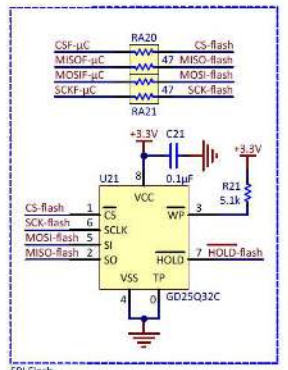 RA20
CSF-µC CS-flash
MISOF-µC 47 MISO-flash
MOSIF-µC MOSI-flash
SCKF-µC 47 SCK-flash
RA21
+3.3V C21
+3.3V
U21 8 0.1µF
VCC
R21
5.1k
CS-flash 1 CS WP 3
SCK-flash 6 SCLK
MOSI-flash 5 SI
MISO-flash 2 SO HOLD 7 HOLD-flash
VSS TP
4 0 GD25Q32C
SPI Flash